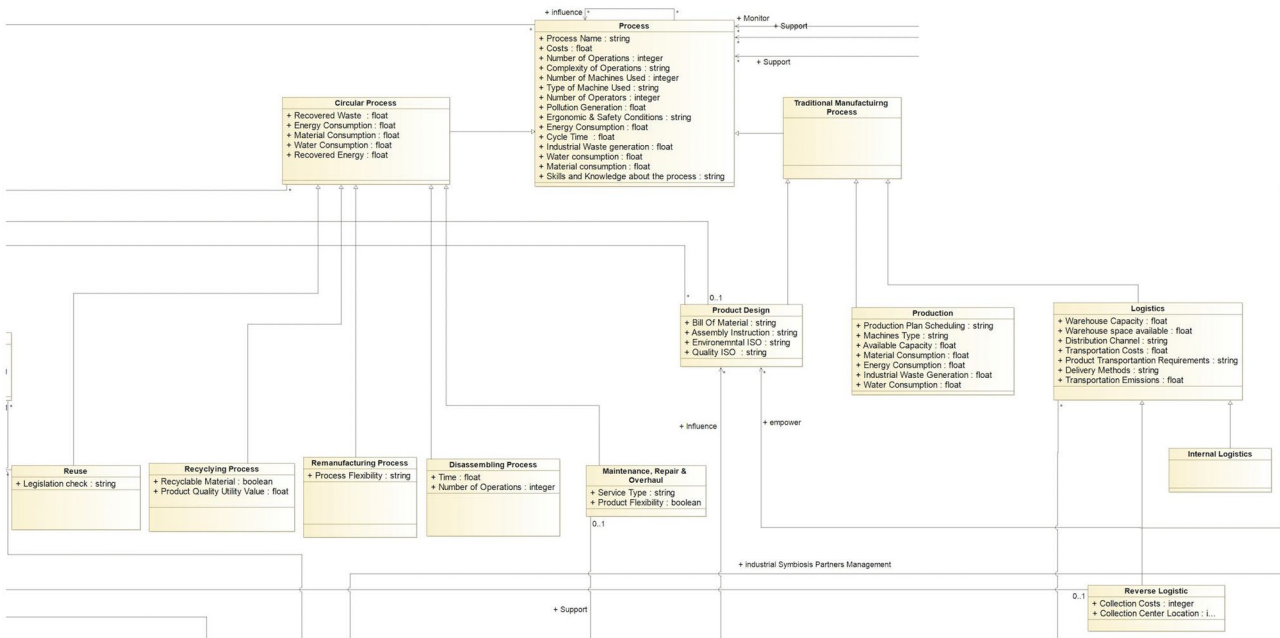 + influence
*
*
Process
+ Process Name : string
+ Costs : float
+ Number of Operations : integer
+ Complexity of Operations : string
+ Number of Machines Used : integer
+ Type of Machine Used : string
+ Number of Operators : integer
+ Pollution Generation : float
+ Ergonomic & Safety Conditions : string
+ Energy Consumption : float
+ Cycle Time : float
+ Industrial Waste generation : float
+ Water consumption : float
+ Material consumption : float
+ Skills and Knowledge about the process : string
*
+ Monitor
+ Support
*
*
+ Support
*
Circular Process
+ Recovered Waste : float
+ Energy Consumption : float
+ Material Consumption : float
+ Water Consumption : float
+ Recovered Energy : float
*
Traditional Manufactuirng
Process
*
0..1
Product Design
+ Bill Of Material : string
+ Assembly Instruction : string
+ Environemntal ISO : string
+ Quality ISO : string
*
*
Production
+ Production Plan Scheduling : string
+ Machines Type : string
+ Available Capacity : float
+ Material Consumption : float
+ Energy Consumption : float
+ Industrial Waste Generation : float
+ Water Consumption : float
Logistics
+ Warehouse Capacity : float
+ Warehouse space available : float
+ Distribution Channel : string
+ Transportation Costs : float
+ Product Transportantion Requirements : string
+ Delivery Methods : string
+ Transportation Emissions : float
*
*
+ Influence
+ empower
Internal Logistics
*
Reuse
+ Legislation check : string
Recyclying Process
+ Recyclable Material : boolean
+ Product Quality Utility Value : float
Remanufacturing Process
+ Process Flexibility : string
Disassembling Process
+ Time : float
+ Number of Operations : integer
Maintenance, Repair &
Overhaul
+ Service Type : string
+ Product Flexibility : boolean
0..1
+ industrial Symbiosis Partners Management
+ Support
0..1
Reverse Logistic
+ Collection Costs : integer
+ Collection Center Location : i...